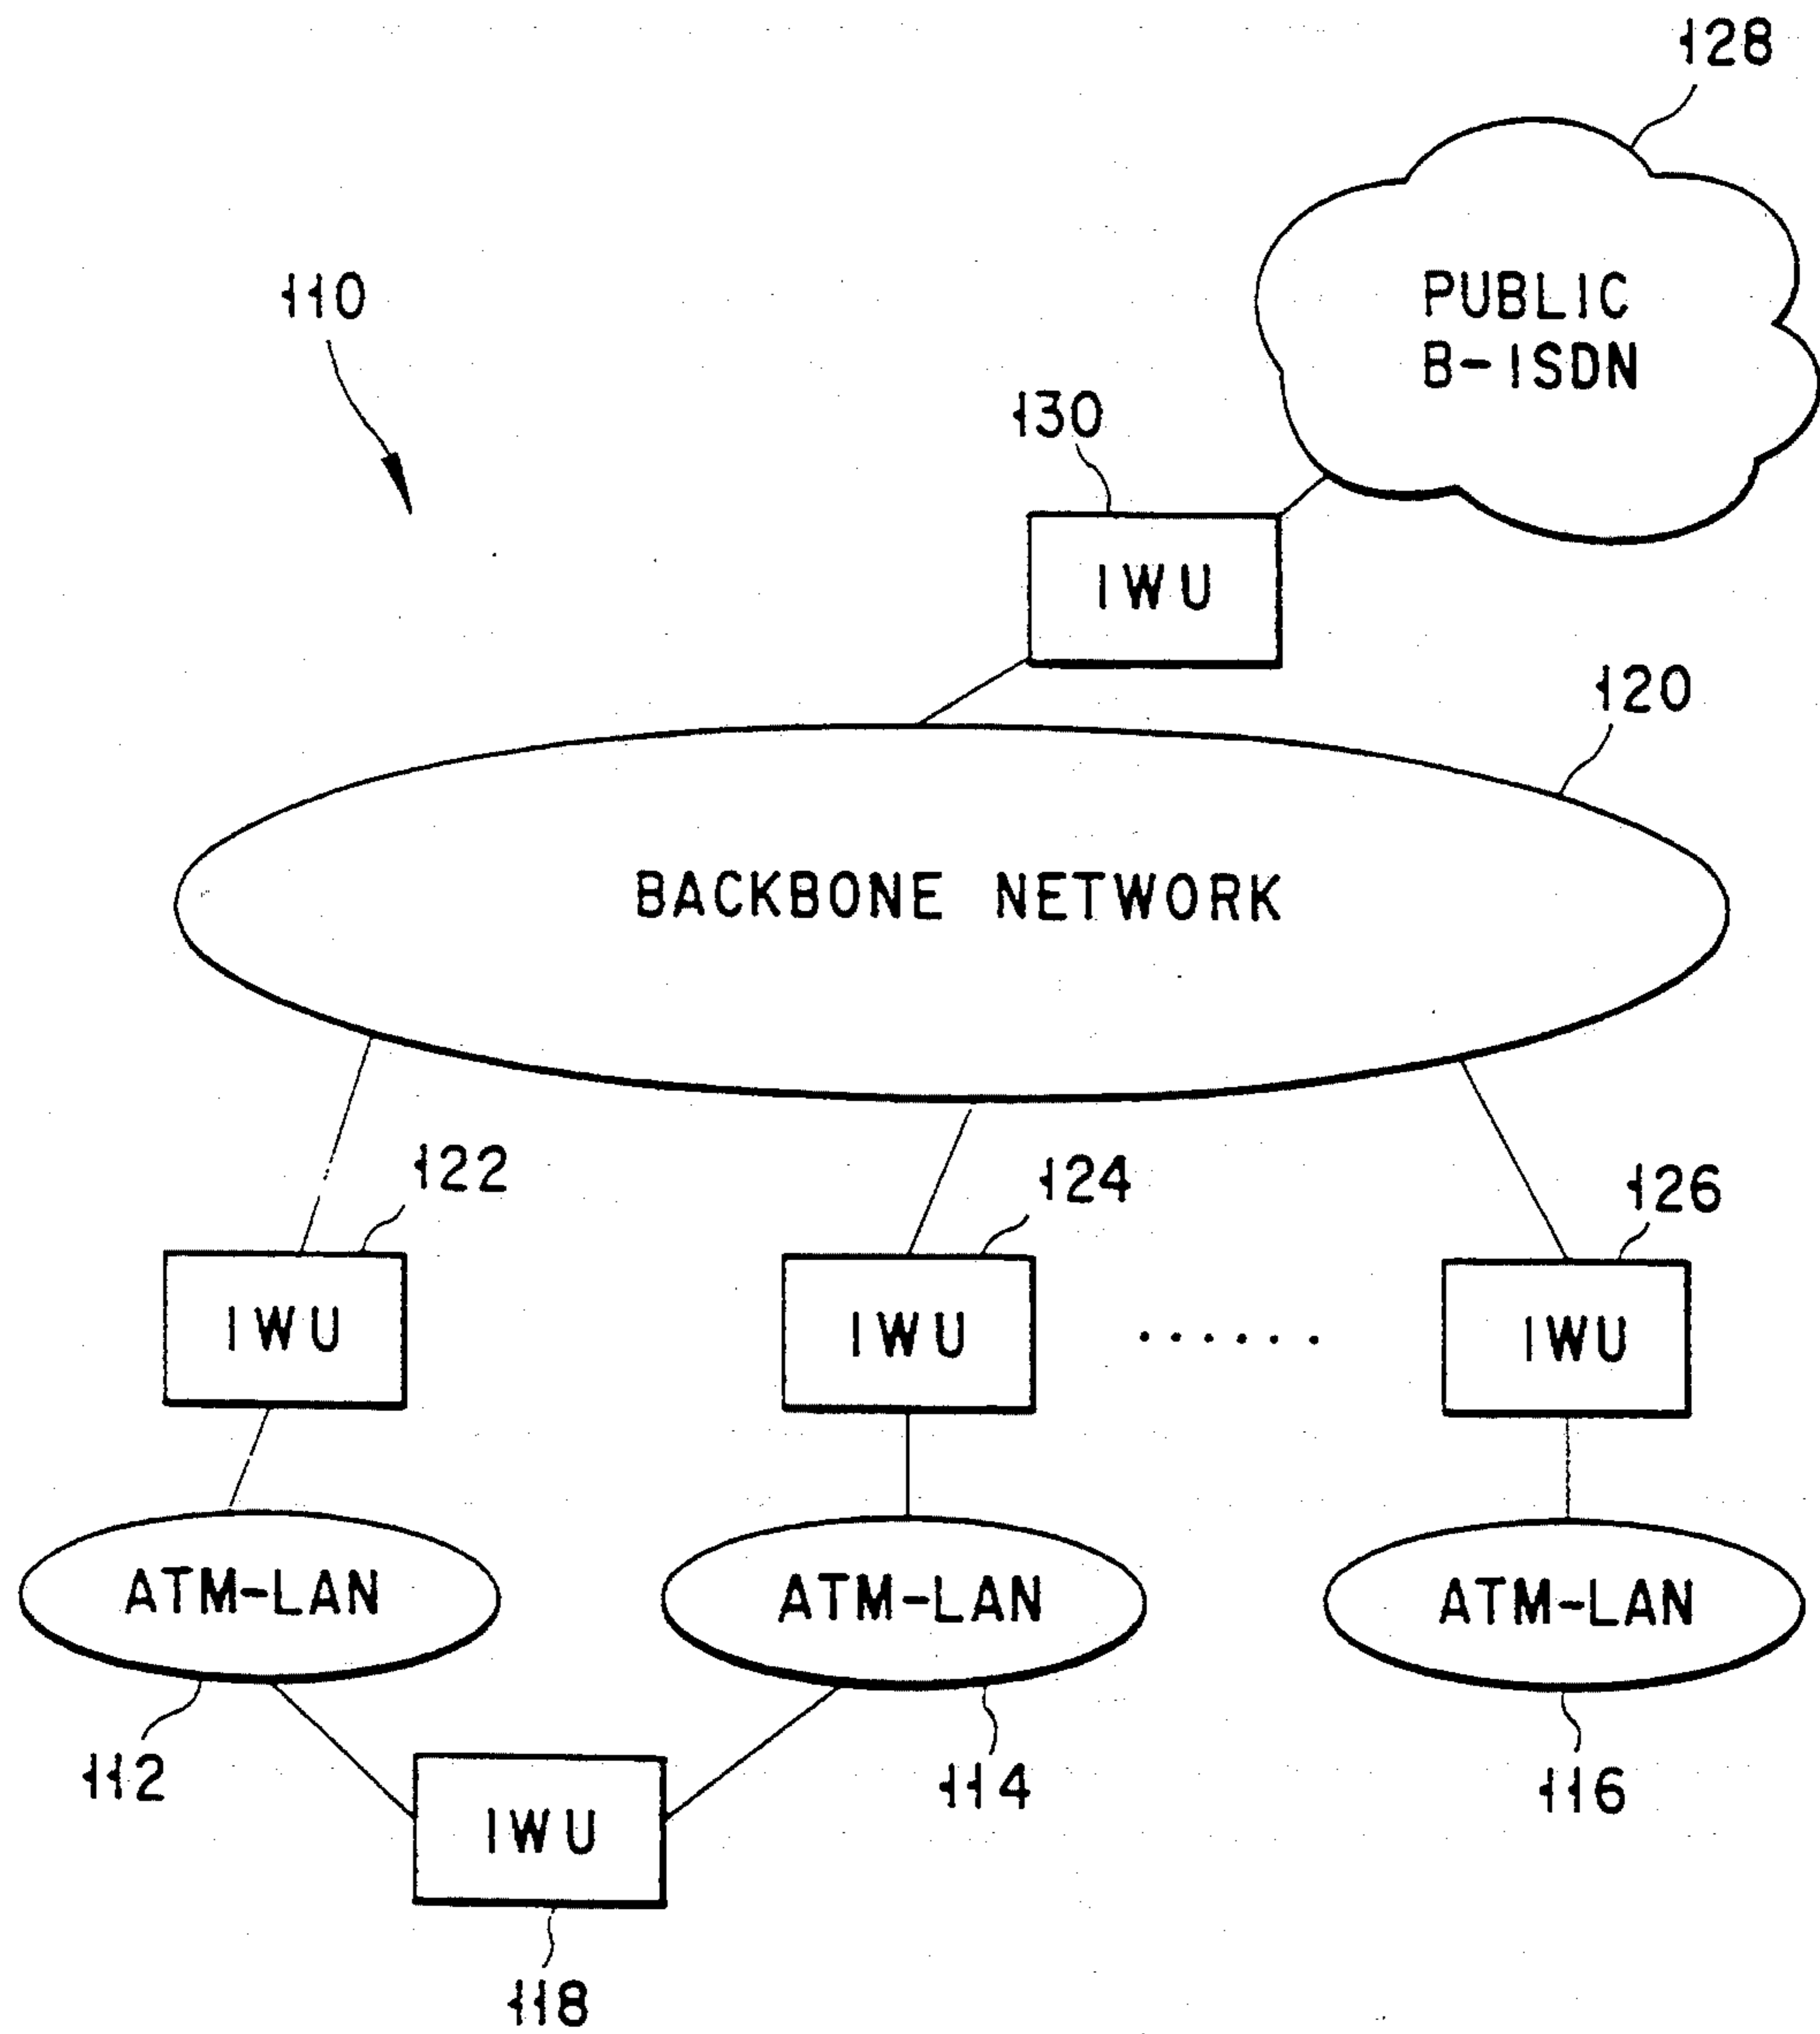 128
110
PUBLIC
B-ISDN
130
IWU
120
BACKBONE NETWORK
122
124
126
IWU
IWU
......
IWU
ATM-LAN
ATM-LAN
ATM-LAN
112
114
116
IWU
118